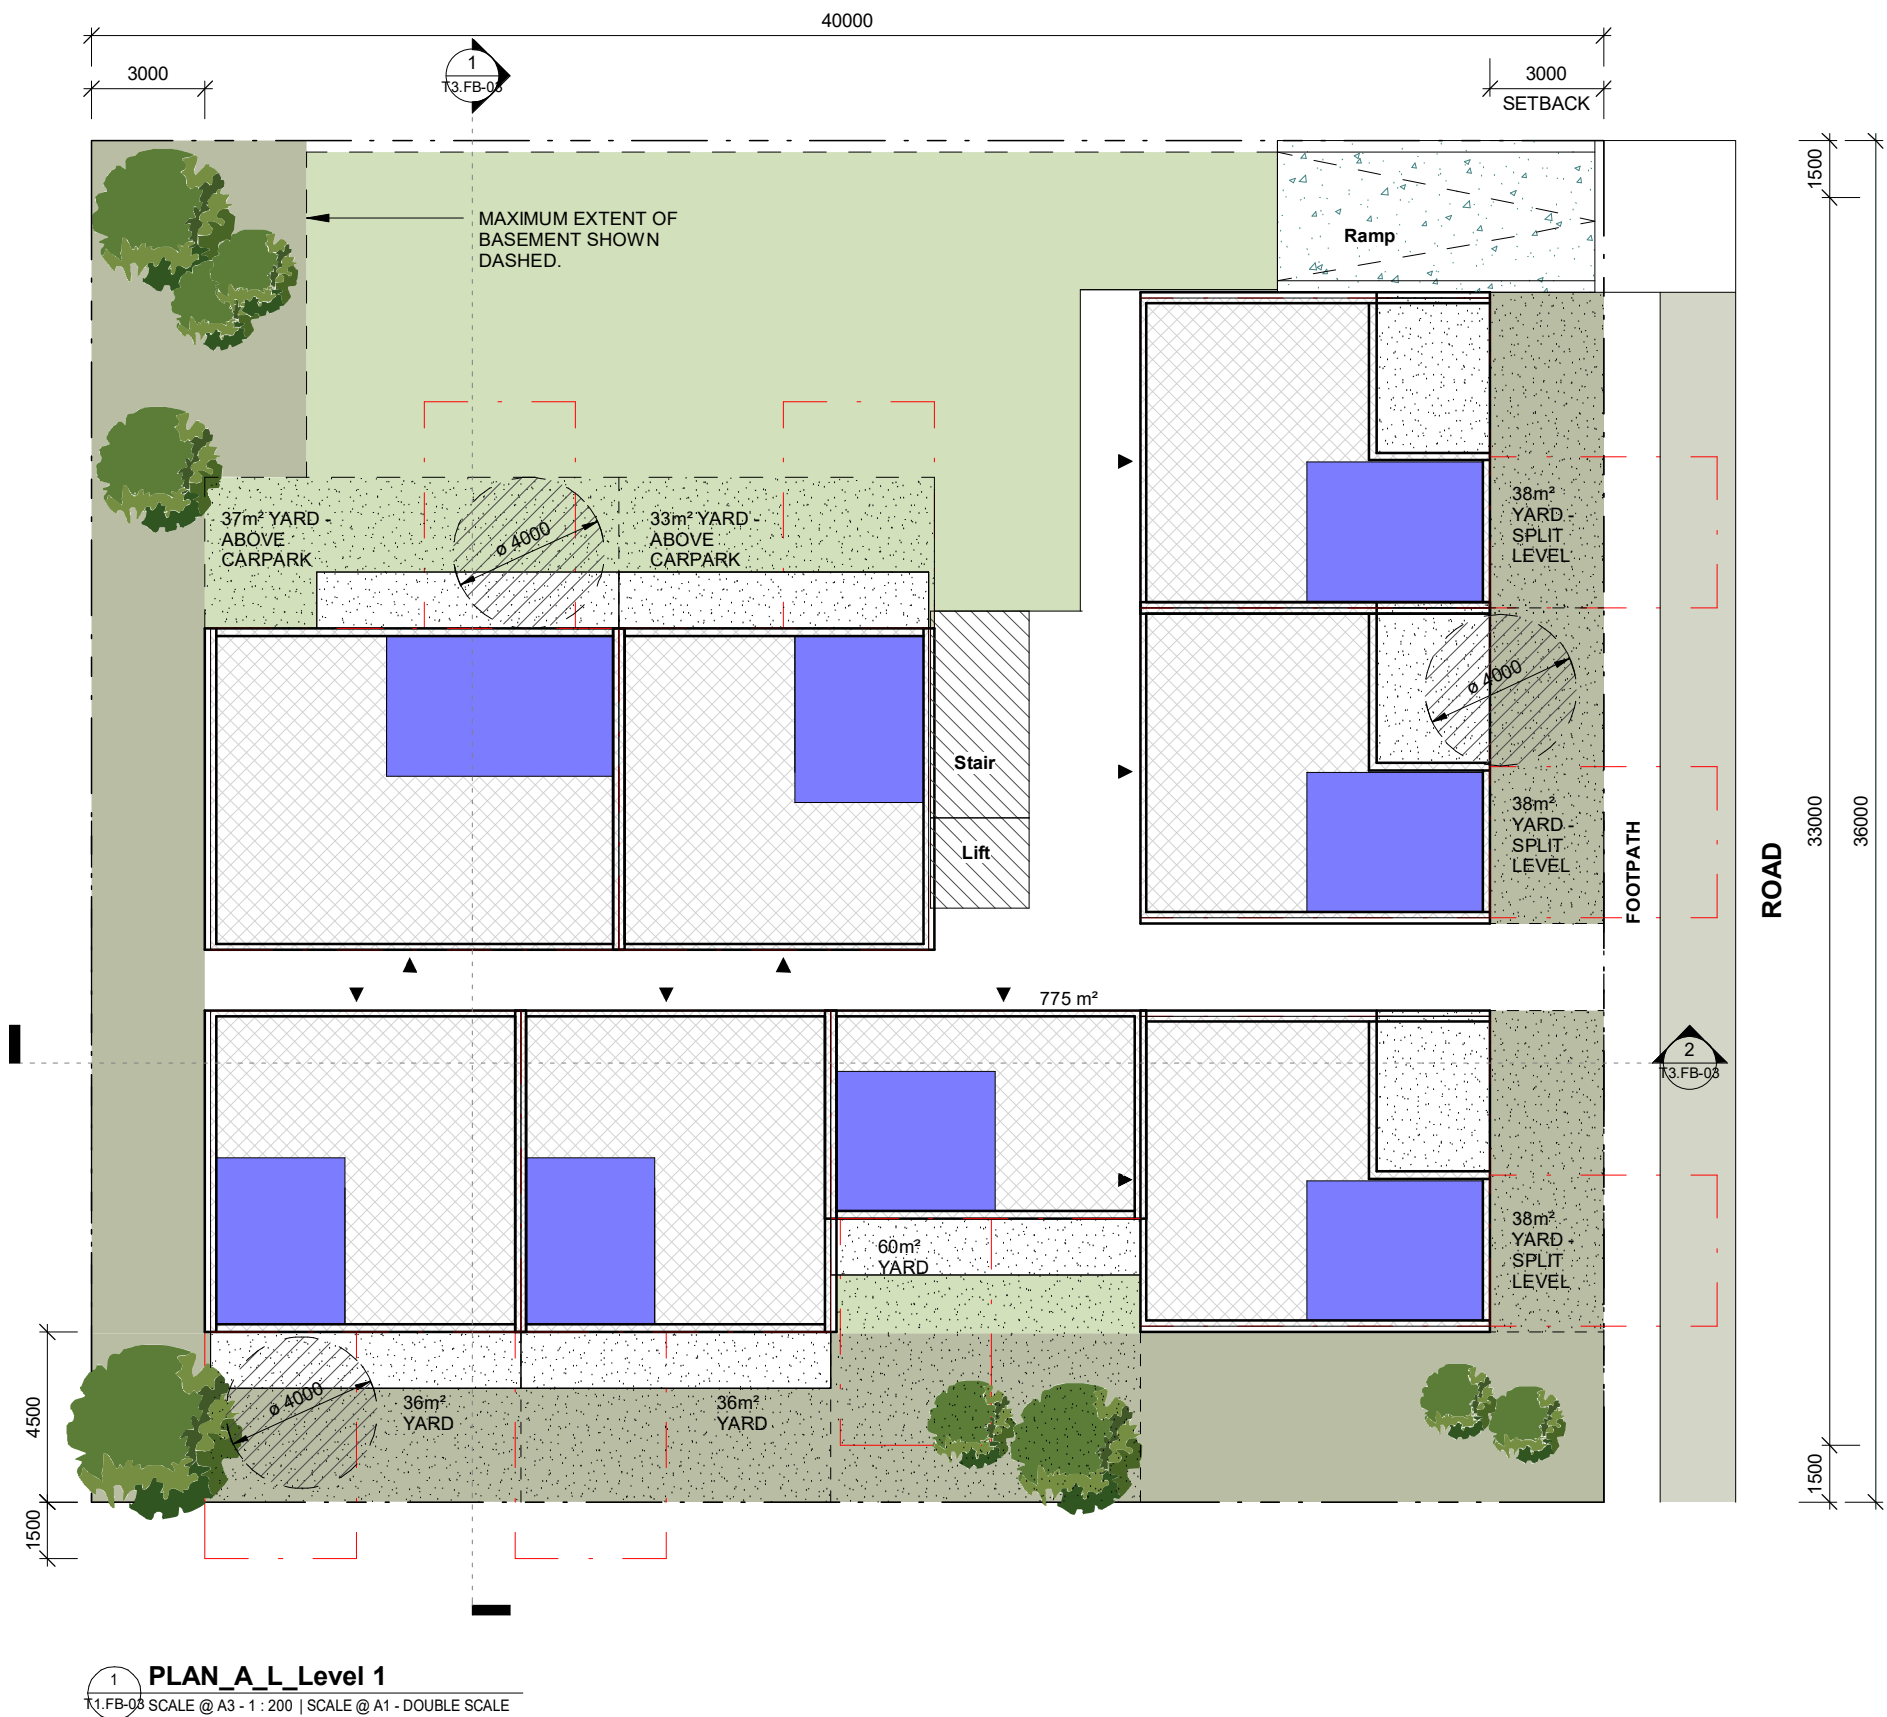 40000
3000
1
T3.FB-03
3000
SETBACK
1500
MAXIMUM EXTENT OF
BASEMENT SHOWN
DASHED.
Ramp
37m² YARD -
ABOVE
CARPARK
ø 4000
33m² YARD -
ABOVE
CARPARK
38m²
YARD -
SPLIT
LEVEL
ø 4000
Stair
Lift
38m²
YARD -
SPLIT
LEVEL
FOOTPATH
ROAD
33000
36000
775 m²
2
T3.FB-03
60m²
YARD
38m²
YARD -
SPLIT
LEVEL
4500
ø 4000
36m²
YARD
36m²
YARD
1500
1500
1
T1.FB-03
PLAN_A_L_Level 1
SCALE @ A3 - 1 : 200 | SCALE @ A1 - DOUBLE SCALE